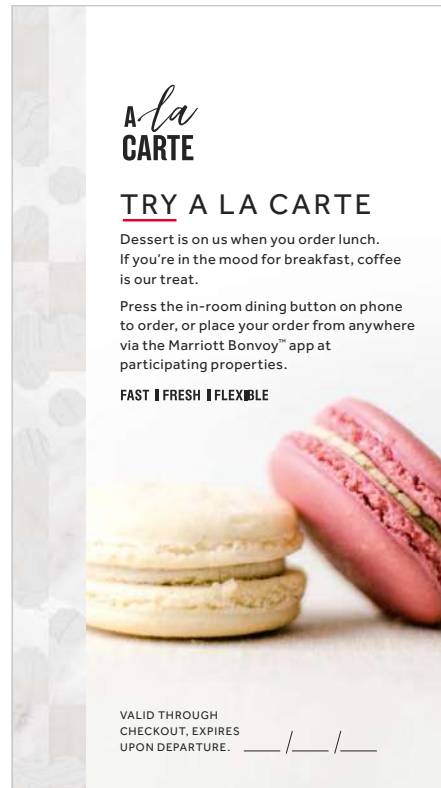 A la
CARTE
TRY A LA CARTE
Dessert is on us when you order lunch.
If you're in the mood for breakfast, coffee
is our treat.
Press the in-room dining button on phone
to order, or place your order from anywhere
via the Marriott Bonvoy™ app at
participating properties.
FAST | FRESH | FLEXIBLE
VALID THROUGH
CHECKOUT, EXPIRES
UPON DEPARTURE. ___/___/___